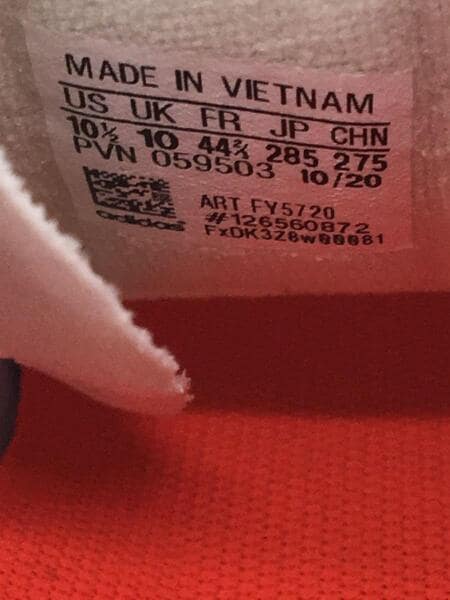 MADE IN VIETNAM
US UK FR JP CHN
10½ 10 44⅔ 285 275
PVN 059503 10/20
ART FY5720
#126560872
adidas FxDK3Z8w00081